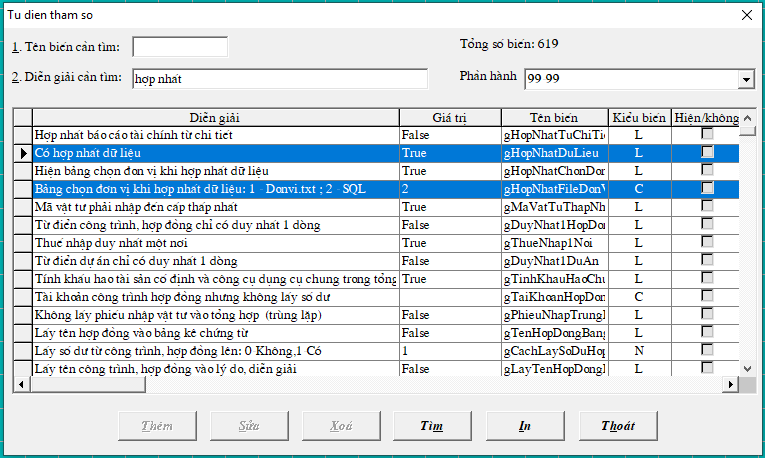 Tu dien tham so
1. Tên biến cần tìm:
Tổng số biến: 619
2. Diễn giải cần tìm: hợp nhất
Phần hành 99-99
Diễn giải Giá trị Tên biến Kiểu biến Hiện/không
Hợp nhất báo cáo tài chính từ chi tiết False gHopNhatTuChiTie L
Có hợp nhất dữ liệu True gHopNhatDuLieu L
Hiện bảng chọn đơn vị khi hợp nhất dữ liệu True gHopNhatChonDon L
Bảng chọn đơn vị khi hợp nhất dữ liệu: 1 - Donvi.txt ; 2 - SQL 2 gHopNhatFileDonV C
Mã vật tư phải nhập đến cấp thấp nhất True gMaVatTuThapNh L
Từ điển công trình, hợp đồng chỉ có duy nhất 1 dòng False gDuyNhat1HopDon L
Thuế nhập duy nhất một nơi True gThueNhap1Noi L
Từ điển dự án chỉ có duy nhất 1 dòng False gDuyNhat1DuAn L
Tính khấu hao tài sản cố định và công cụ dụng cụ chung trong tổng True gTinhKhauHaoChu L
Tài khoản công trình hợp đồng nhưng không lấy số dư gTaiKhoanHopDon C
Không lấy phiếu nhập vật tư vào tổng hợp (trùng lặp) False gPhieuNhapTrungL L
Lấy tên hợp đồng vào bảng kê chứng từ False gTenHopDongBang L
Lấy số dư từ công trình, hợp đồng lên: 0-Không,1-Có 1 gCachLaySoDuHop N
Lấy tên công trình, hợp đồng vào lý do, diễn giải False gLayTenHopDongL L
Thêm Sửa Xoá Tìm In Thoát